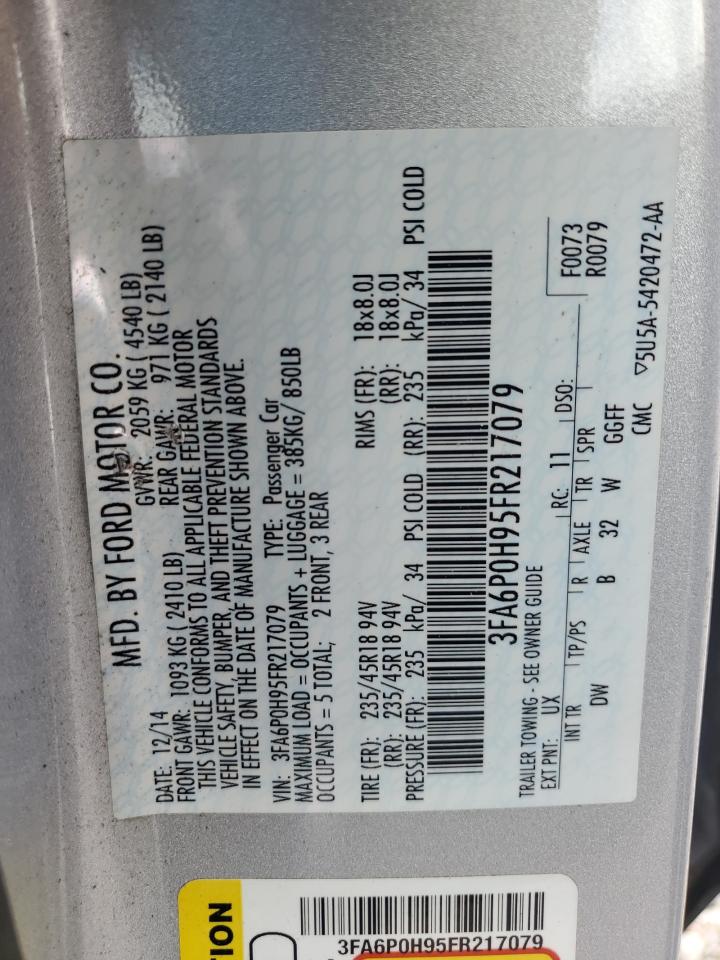 MFD. BY FORD MOTOR CO.
DATE: 12/14 GVWR: 2059 KG ( 4540 LB)
FRONT GAWR: 1093 KG ( 2410 LB) REAR GAWR: 971 KG ( 2140 LB)
THIS VEHICLE CONFORMS TO ALL APPLICABLE FEDERAL MOTOR
VEHICLE SAFETY, BUMPER, AND THEFT PREVENTION STANDARDS
IN EFFECT ON THE DATE OF MANUFACTURE SHOWN ABOVE.
VIN: 3FA6P0H95FR217079 TYPE: Passenger Car
MAXIMUM LOAD = OCCUPANTS + LUGGAGE = 385KG/ 850LB
OCCUPANTS = 5 TOTAL; 2 FRONT, 3 REAR
TIRE (FR): 235/45R18 94V RIMS (FR): 18x8.0J
(RR): 235/45R18 94V (RR): 18x8.0J
PRESSURE (FR): 235 kPa/ 34 PSI COLD (RR): 235 kPa/ 34 PSI COLD
3FA6P0H95FR217079
TRAILER TOWING - SEE OWNER GUIDE F0073
EXT PNT: UX RC: 11 DSO: R0079
INT TR TP/PS R AXLE TR SPR
DW B 32 W GGFF
CMC ▽5U5A-5420472-AA
TION
3FA6P0H95FR217079